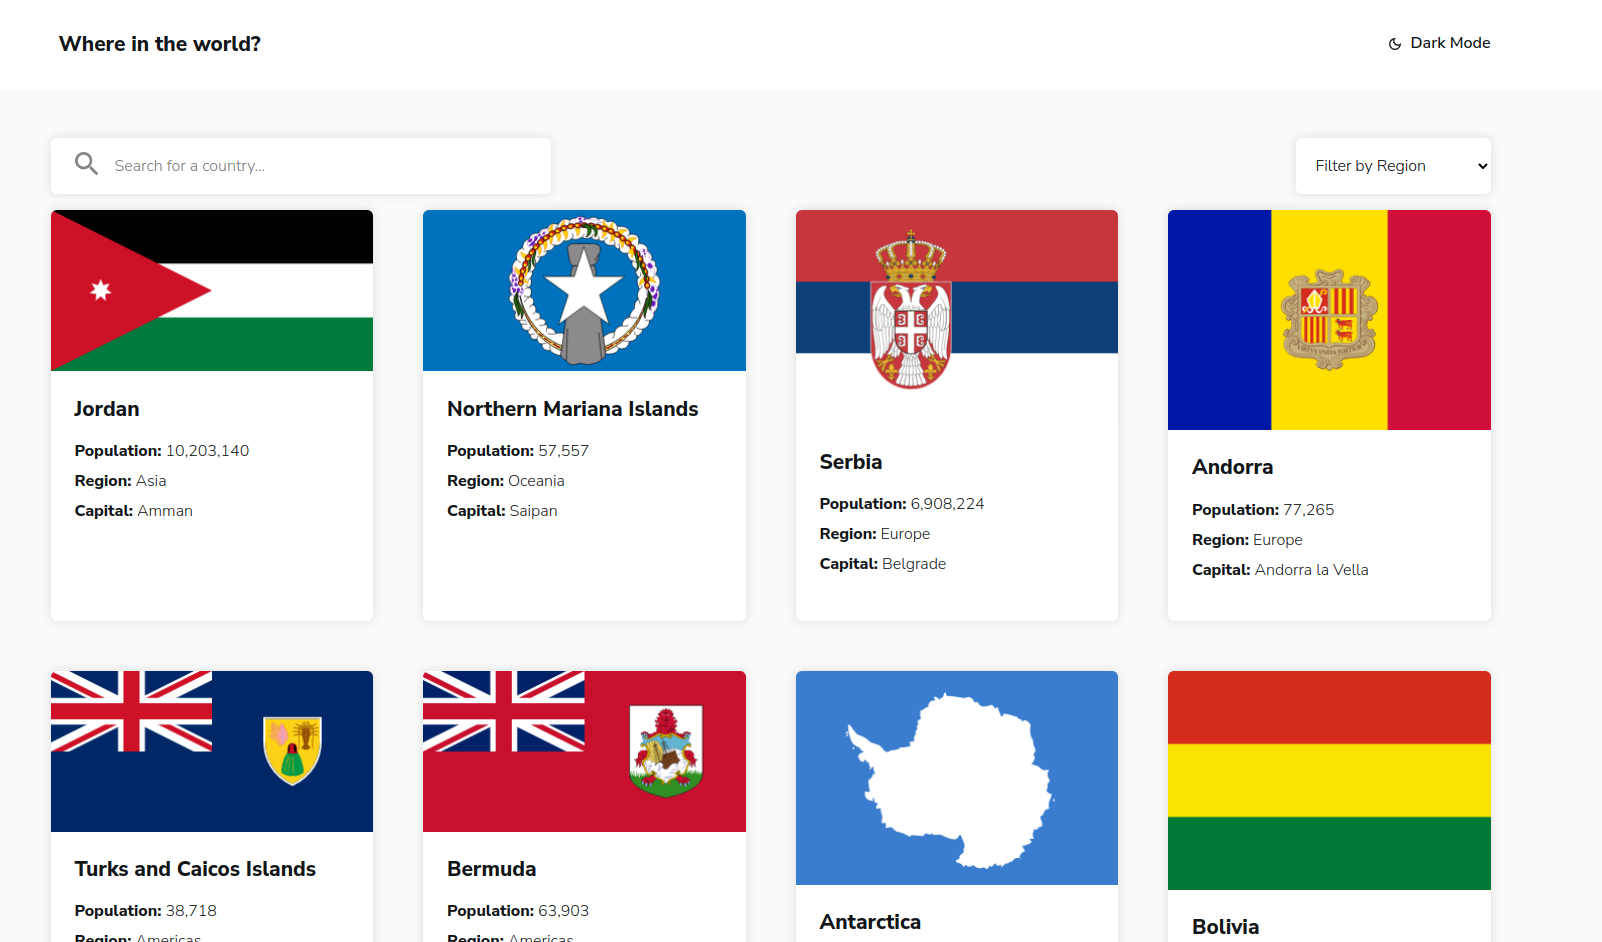 Where in the world?
Dark Mode
Search for a country...
Filter by Region
Jordan
Population: 10,203,140
Region: Asia
Capital: Amman
Northern Mariana Islands
Population: 57,557
Region: Oceania
Capital: Saipan
Serbia
Population: 6,908,224
Region: Europe
Capital: Belgrade
Andorra
Population: 77,265
Region: Europe
Capital: Andorra la Vella
Turks and Caicos Islands
Population: 38,718
Region: Americas
Bermuda
Population: 63,903
Region: Americas
Antarctica
Bolivia